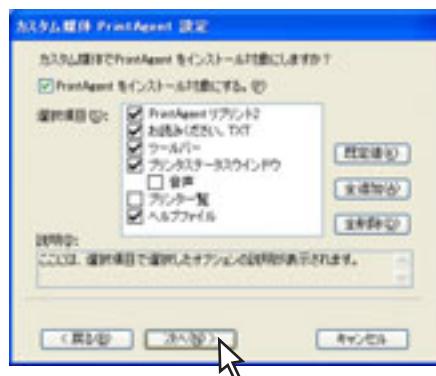 カスタム媒体 PrintAgent 設定
カスタム媒体でPrintAgent をインストール対象にしますか?
PrintAgent をインストール対象にする。(P)
選択項目(S):
PrintAgent リプリント2
お読みください。TXT
ツールバー
プリンタステータスウィンドウ
音声
プリンター覧
ヘルプファイル
既定値(K)
全追加(A)
全削除(L)
説明(D):
ここには、選択項目で選択したオプションの説明が表示されます。
< 戻る(B)
次へ(N) >
キャンセル